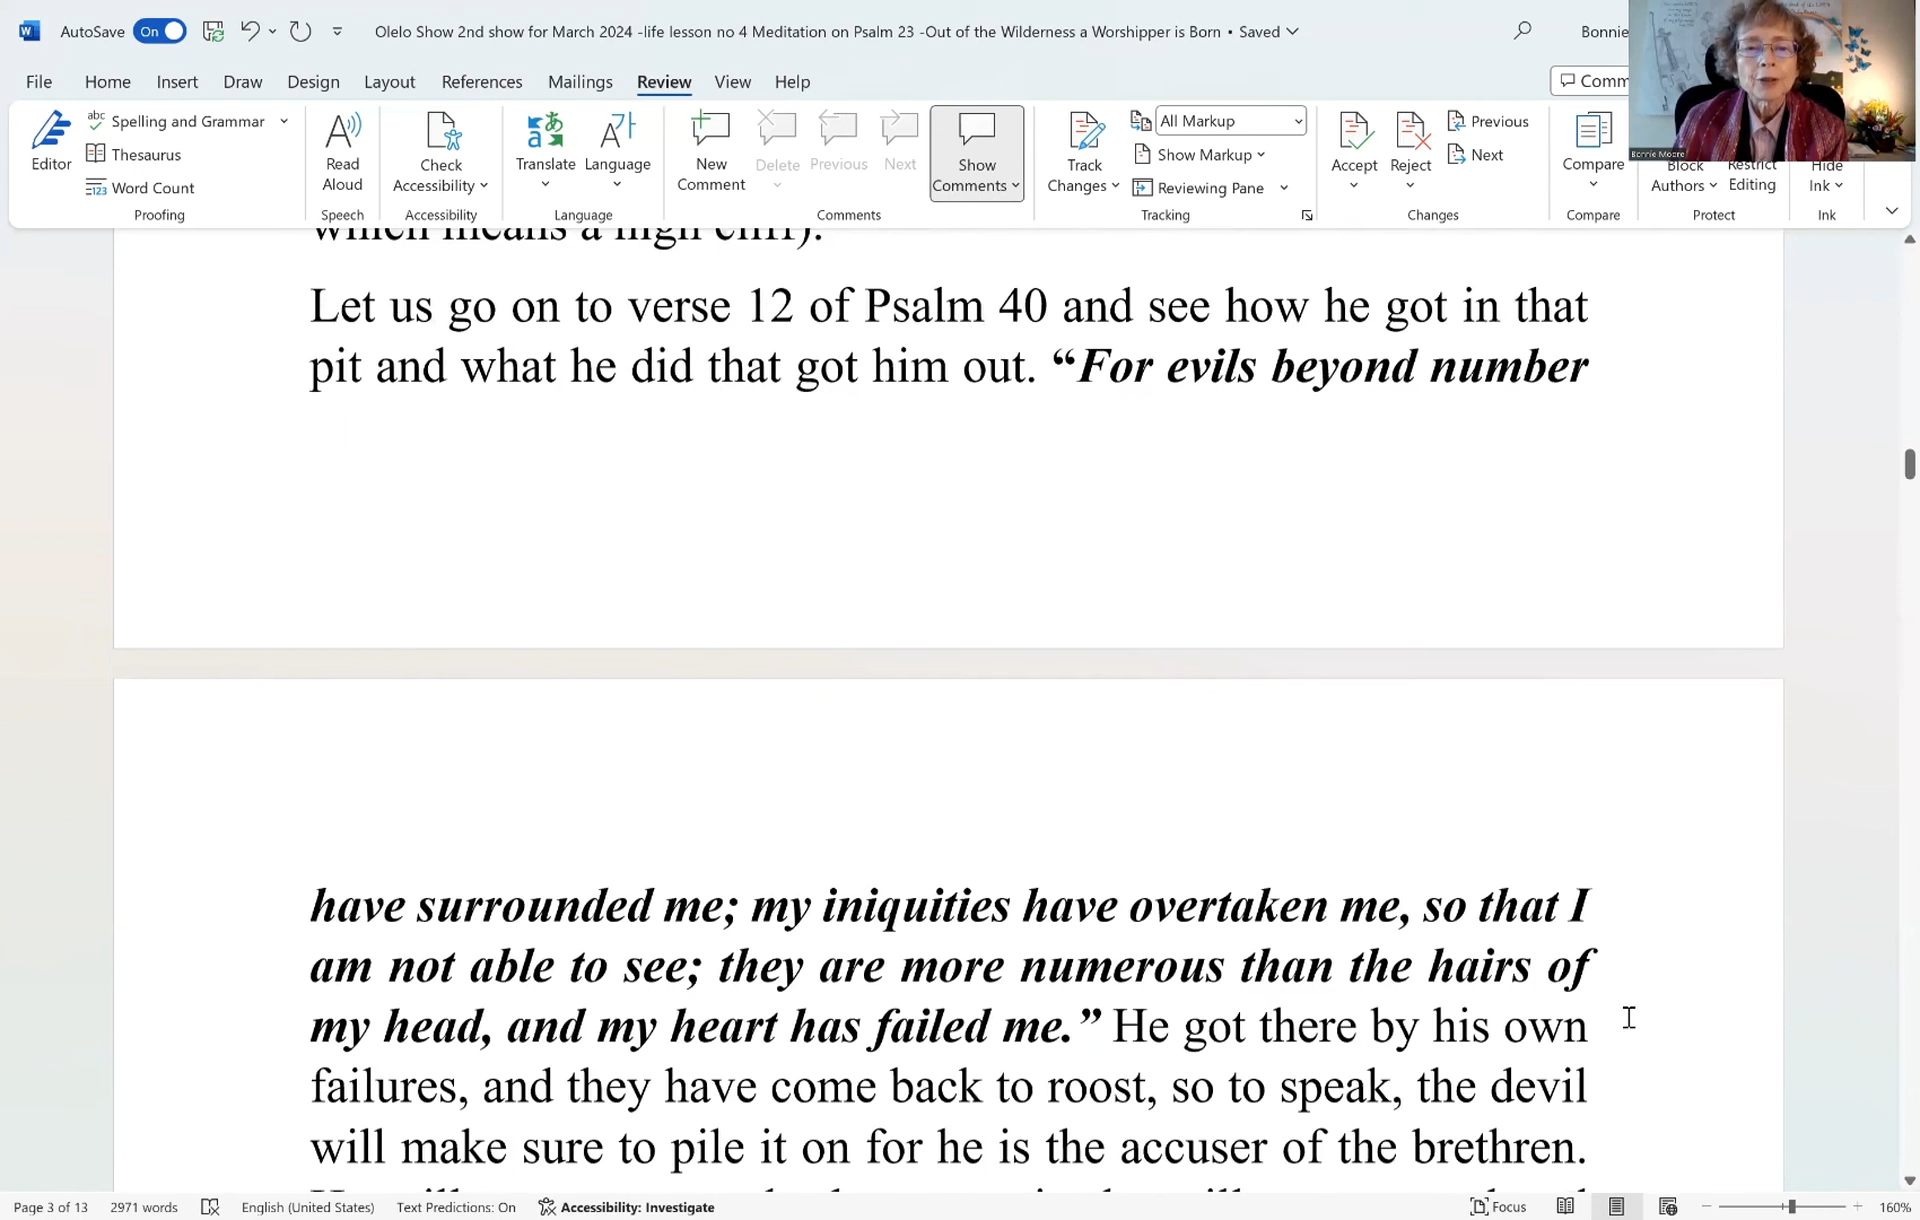 AutoSave On Olelo Show 2nd show for March 2024 -life lesson no 4 Meditation on Psalm 23 -Out of the Wilderness a Worshipper is Born • Saved Bonnie
File Home Insert Draw Design Layout References Mailings Review View Help Comm
Editor
abc Spelling and Grammar
Thesaurus
123 Word Count
Proofing
Read Aloud
Speech
Check Accessibility
Accessibility
Translate
Language
Language
New Comment
Delete
Previous
Next
Show Comments
Comments
Track Changes
All Markup
Show Markup
Reviewing Pane
Tracking
Accept
Reject
Previous
Next
Changes
Compare
Compare
Block Authors
Restrict Editing
Protect
Hide Ink
Ink
Bonnie Moore
which means a high cliff).
Let us go on to verse 12 of Psalm 40 and see how he got in that
pit and what he did that got him out. “For evils beyond number
have surrounded me; my iniquities have overtaken me, so that I
am not able to see; they are more numerous than the hairs of
my head, and my heart has failed me.” He got there by his own
failures, and they have come back to roost, so to speak, the devil
will make sure to pile it on for he is the accuser of the brethren.
Page 3 of 13 2971 words English (United States) Text Predictions: On Accessibility: Investigate Focus 160%